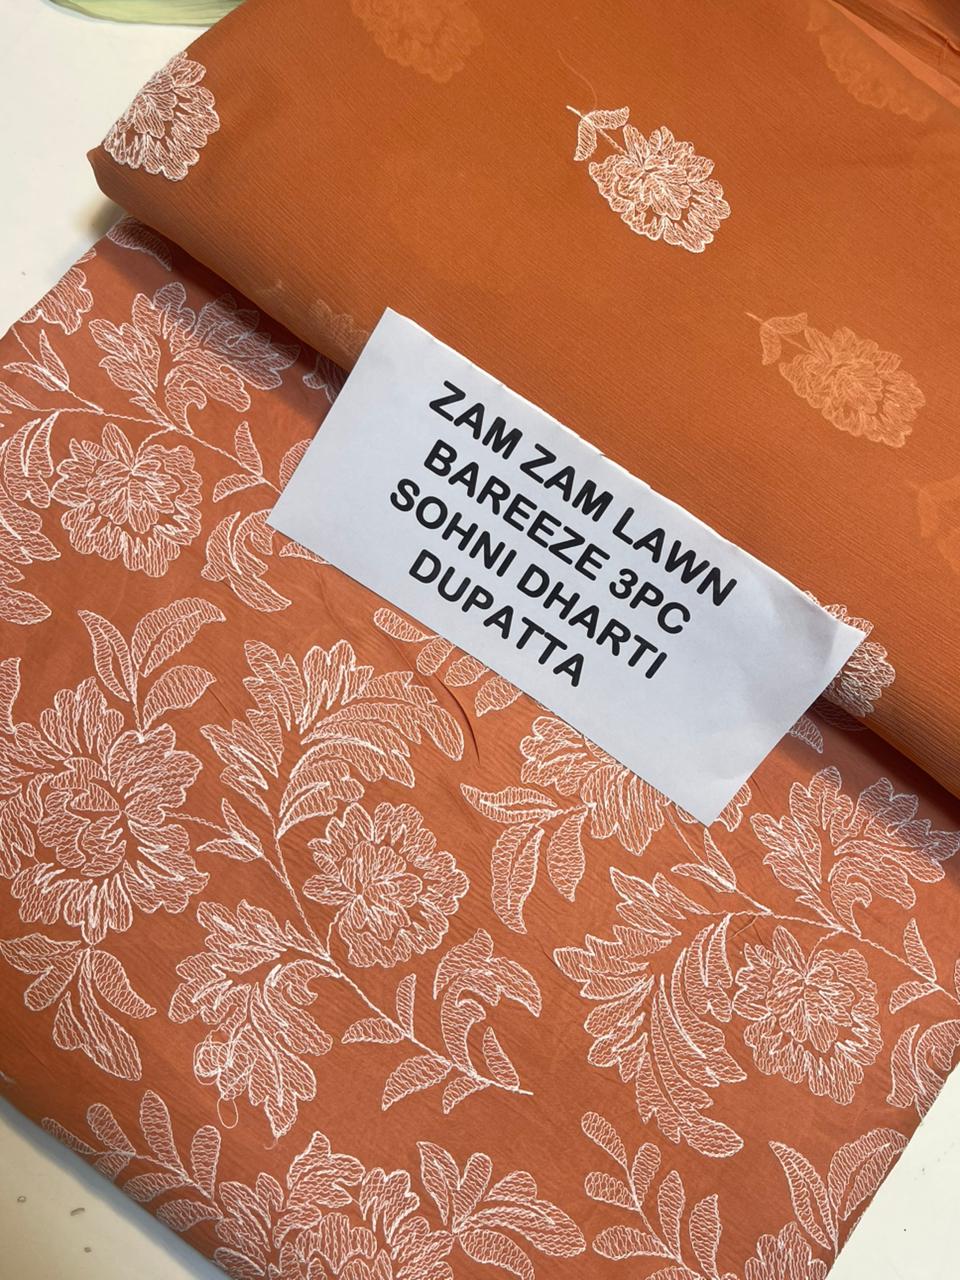 ZAM ZAM LAWN
BAREEZE 3PC
SOHNI DHARTI
DUPATTA